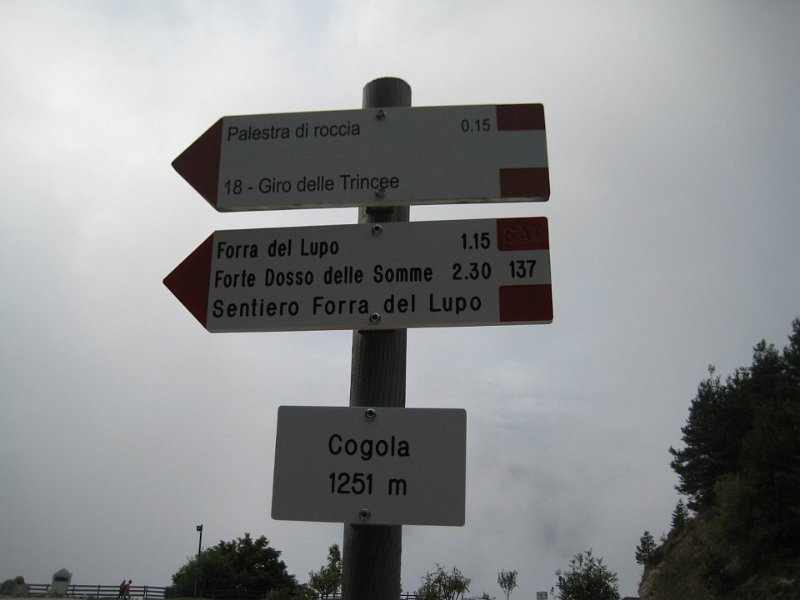 Palestra di roccia 0.15
18 - Giro delle Trincee
Forra del Lupo 1.15 SAT
Forte Dosso delle Somme 2.30 137
Sentiero Forra del Lupo
Cogola
1251 m